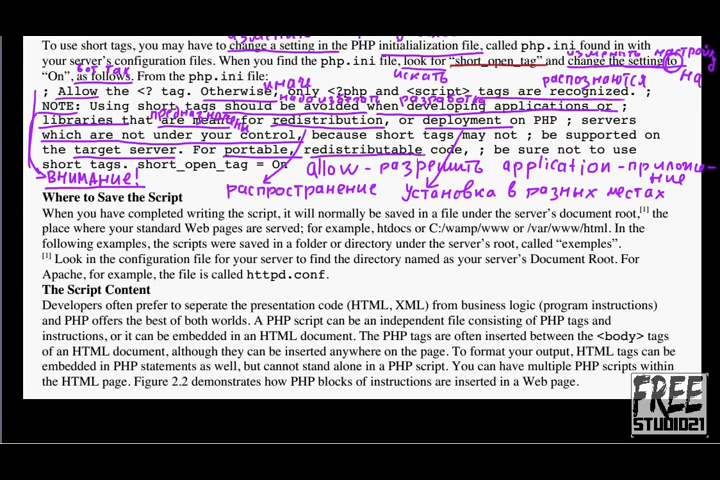 To use short tags, you may have to change a setting in the PHP initialialization file, called php.ini found in with
изменить настройку
your server's configuration files. When you find the php.ini file, look for "short_open_tag" and change the setting to
вот так искать на
"On", as follows. From the php.ini file:
иначе распознаются
; Allow the <? tag. Otherwise, only <?php and <script> tags are recognized. ;
надо избегать разработка
NOTE: Using short tags should be avoided when developing applications or ;
предназначены
libraries that are meant for redistribution, or deployment on PHP ; servers
which are not under your control, because short tags may not ; be supported on
the target server. For portable, redistributable code, ; be sure not to use
short tags. short_open_tag = On
allow - разрешить application - приложение
ВНИМАНИЕ! распространение установка в разных местах
Where to Save the Script
When you have completed writing the script, it will normally be saved in a file under the server's document root,[1] the
place where your standard Web pages are served; for example, htdocs or C:/wamp/www or /var/www/html. In the
following examples, the scripts were saved in a folder or directory under the server's root, called "exemples".
[1] Look in the configuration file for your server to find the directory named as your server's Document Root. For
Apache, for example, the file is called httpd.conf.
The Script Content
Developers often prefer to seperate the presentation code (HTML, XML) from business logic (program instructions)
and PHP offers the best of both worlds. A PHP script can be an independent file consisting of PHP tags and
instructions, or it can be embedded in an HTML document. The PHP tags are often inserted between the <body> tags
of an HTML document, although they can be inserted anywhere on the page. To format your output, HTML tags can be
embedded in PHP statements as well, but cannot stand alone in a PHP script. You can have multiple PHP scripts within
the HTML page. Figure 2.2 demonstrates how PHP blocks of instructions are inserted in a Web page.
FREE
STUDIO21